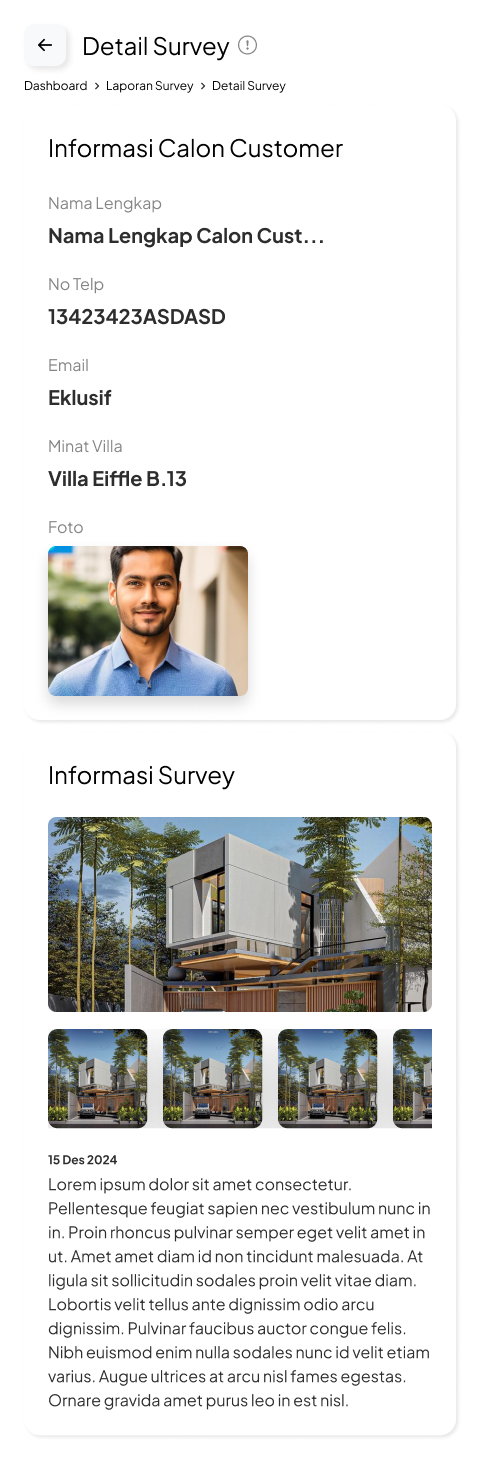 Detail Survey
Dashboard > Laporan Survey > Detail Survey
Informasi Calon Customer
Nama Lengkap
Nama Lengkap Calon Cust...
No Telp
13423423ASDASD
Email
Eklusif
Minat Villa
Villa Eiffle B.13
Foto
Informasi Survey
15 Des 2024
Lorem ipsum dolor sit amet consectetur.
Pellentesque feugiat sapien nec vestibulum nunc in
in. Proin rhoncus pulvinar semper eget velit amet in
ut. Amet amet diam id non tincidunt malesuada. At
ligula sit sollicitudin sodales proin velit vitae diam.
Lobortis velit tellus ante dignissim odio arcu
dignissim. Pulvinar faucibus auctor congue felis.
Nibh euismod enim nulla sodales nunc id velit etiam
varius. Augue ultrices at arcu nisl fames egestas.
Ornare gravida amet purus leo in est nisl.